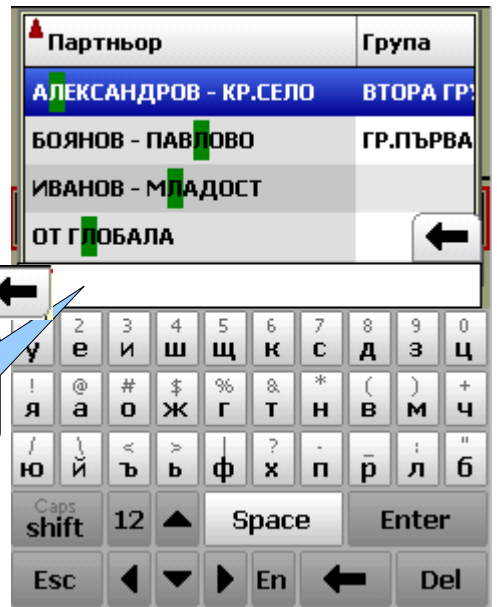 Партньор Група
АЛЕКСАНДРОВ - КР.СЕЛО ВТОРА ГР
БОЯНОВ - ПАВЛОВО ГР.ПЪРВА
ИВАНОВ - МЛАДОСТ
ОТ ГЛОБАЛА
2 3 4 5 6 7 8 9 0
у е и ш щ к с д з ц
! @ # $ % & * ( ) +
я а о ж г т н в м ч
/ \ < > | ? - _ : "
ю й ъ ь ф х п р л б
Caps
shift 12 Space Enter
Esc En Del